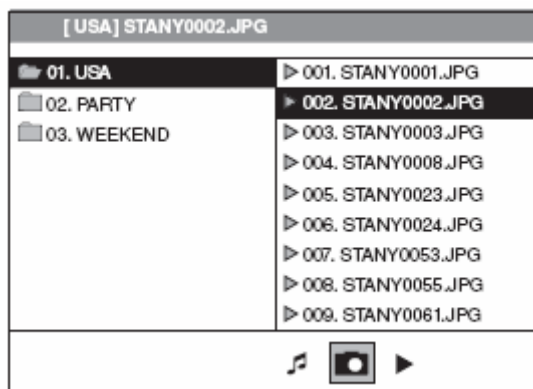 [ USA] STANY0002.JPG
01. USA
02. PARTY
03. WEEKEND
001. STANY0001.JPG
002. STANY0002.JPG
003. STANY0003.JPG
004. STANY0008.JPG
005. STANY0023.JPG
006. STANY0024.JPG
007. STANY0053.JPG
008. STANY0055.JPG
009. STANY0061.JPG